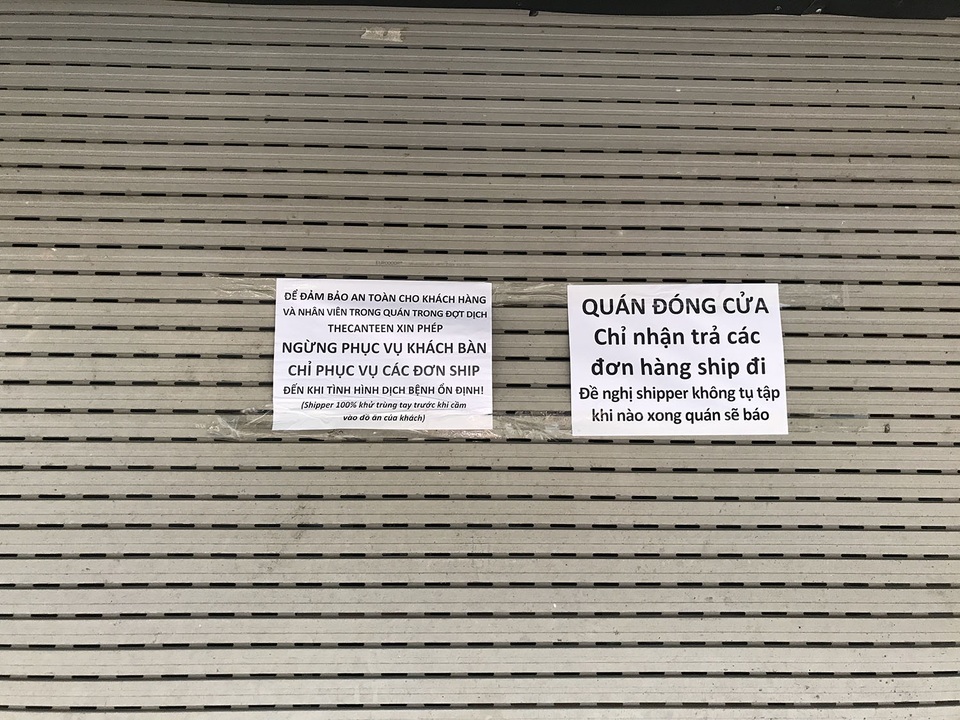 ĐỂ ĐẢM BẢO AN TOÀN CHO KHÁCH HÀNG
VÀ NHÂN VIÊN TRONG QUÁN TRONG ĐỢT DỊCH
THECANTEEN XIN PHÉP
NGỪNG PHỤC VỤ KHÁCH BÀN
CHỈ PHỤC VỤ CÁC ĐƠN SHIP
ĐẾN KHI TÌNH HÌNH DỊCH BỆNH ỔN ĐỊNH!
(Shipper 100% khử trùng tay trước khi cầm
vào đồ ăn của khách)
QUÁN ĐÓNG CỬA
Chỉ nhận trả các
đơn hàng ship đi
Đề nghị shipper không tụ tập
khi nào xong quán sẽ báo